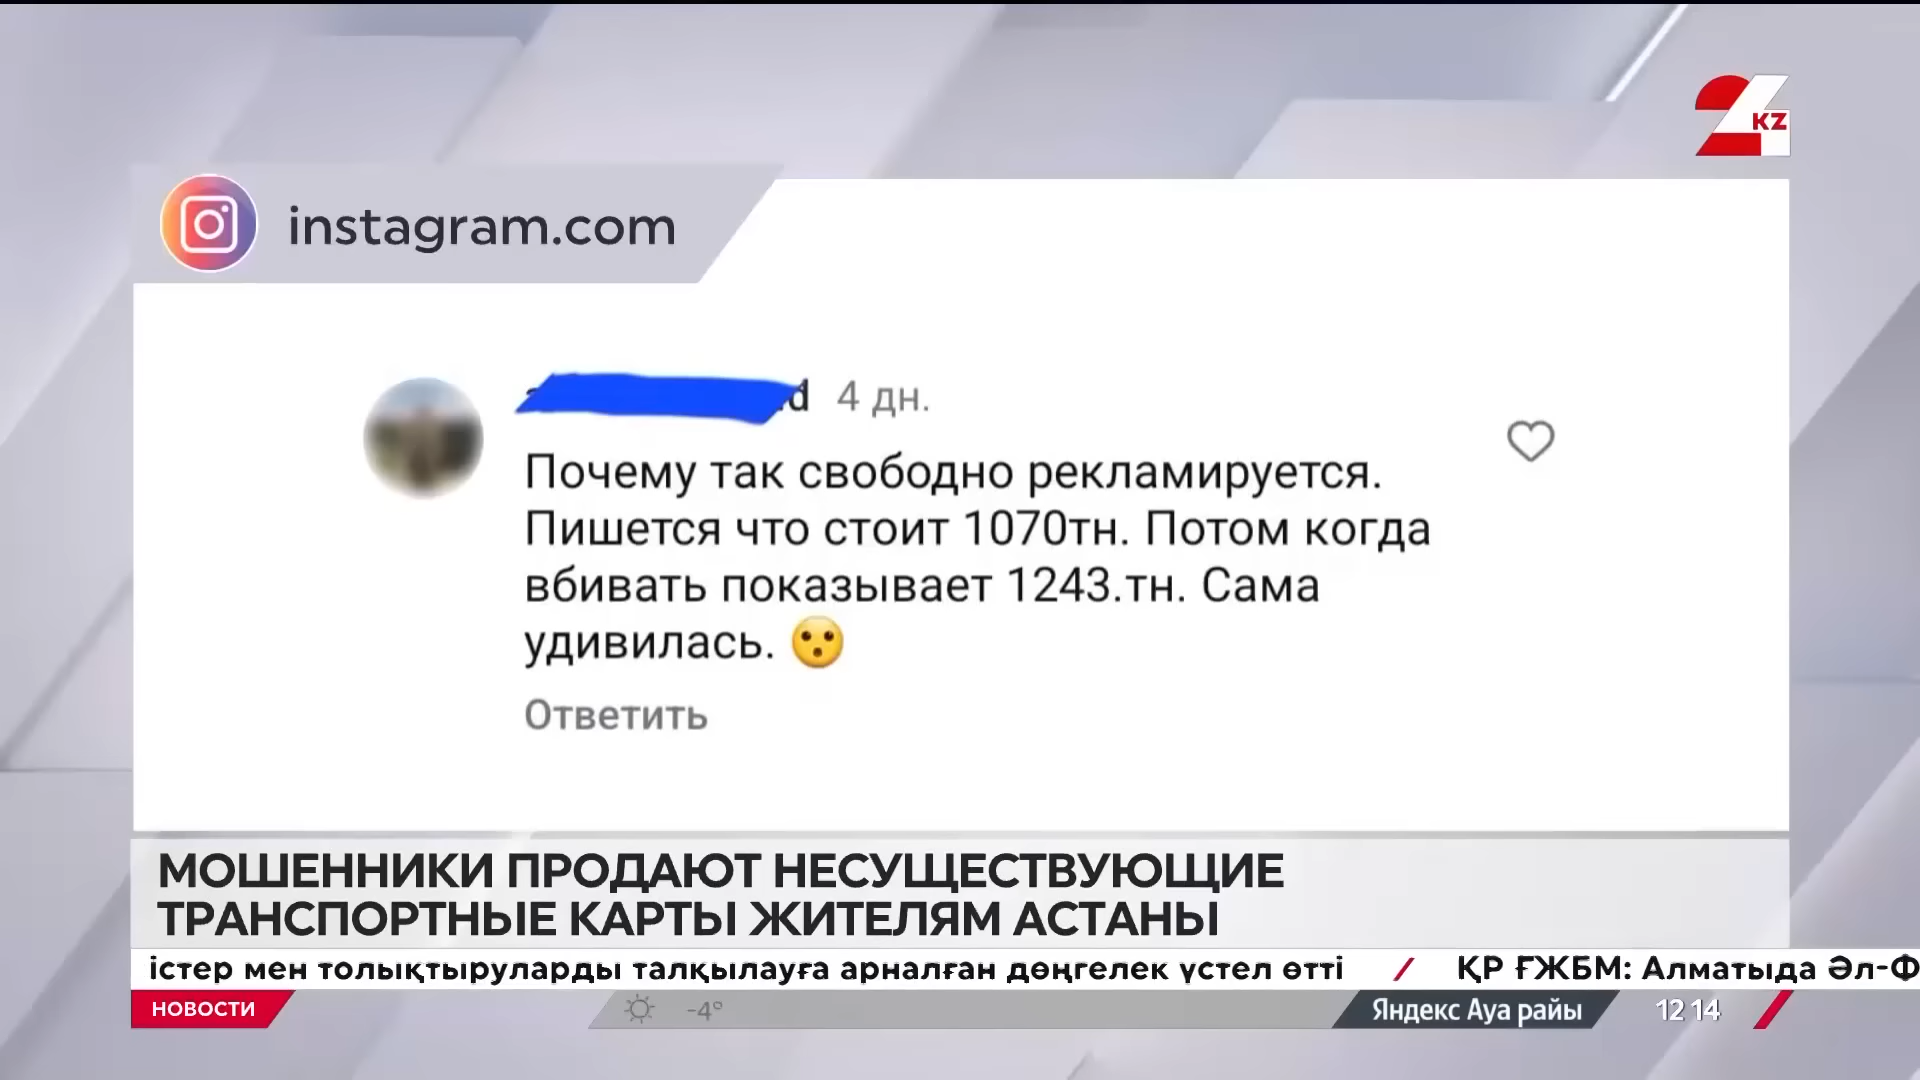 24 KZ
instagram.com
4 дн.
Почему так свободно рекламируется.
Пишется что стоит 1070тн. Потом когда
вбивать показывает 1243.тн. Сама
удивилась. 😮
Ответить
МОШЕННИКИ ПРОДАЮТ НЕСУЩЕСТВУЮЩИЕ
ТРАНСПОРТНЫЕ КАРТЫ ЖИТЕЛЯМ АСТАНЫ
істер мен толықтыруларды талқылауға арналған дөңгелек үстел өтті / ҚР ҒЖБМ: Алматыда Әл-Ф
НОВОСТИ
-4° Яндекс Ауа райы 12 14